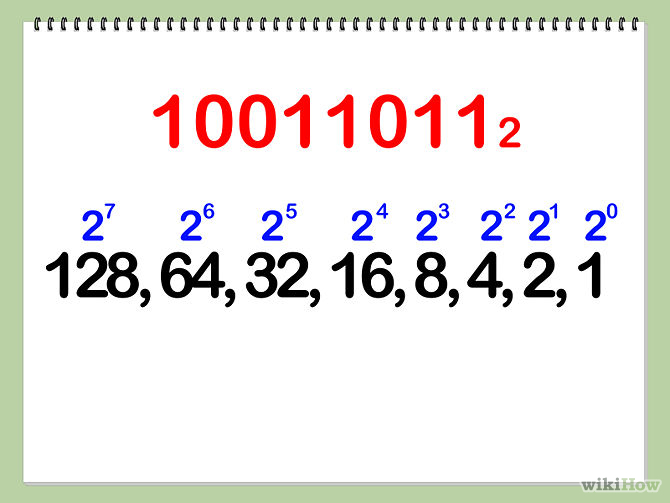 10011011₂
2⁷ 2⁶ 2⁵ 2⁴ 2³ 2² 2¹ 2⁰
128, 64, 32, 16, 8, 4, 2, 1
wikiHow